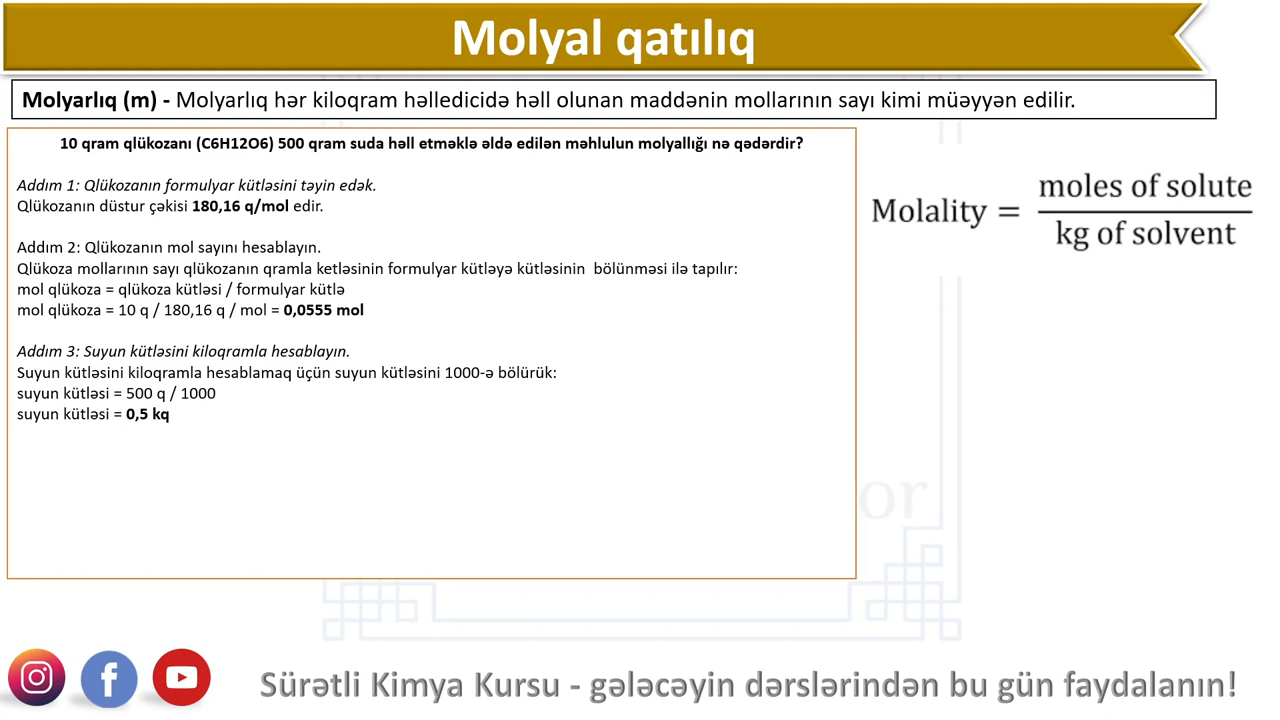 Molyal qatılıq
Molyarlıq (m) - Molyarlıq hər kiloqram həlledicidə həll olunan maddənin mollarının sayı kimi müəyyən edilir.
10 qram qlükozanı (C6H12O6) 500 qram suda həll etməklə əldə edilən məhlulun molyallığı nə qədərdir?
Addım 1: Qlükozanın formulyar kütləsini təyin edək.
Qlükozanın düstur çəkisi 180,16 q/mol edir.
Addım 2: Qlükozanın mol sayını hesablayın.
Qlükoza mollarının sayı qlükozanın qramla ketləsinin formulyar kütləyə kütləsinin bölünməsi ilə tapılır:
mol qlükoza = qlükoza kütləsi / formulyar kütlə
mol qlükoza = 10 q / 180,16 q / mol = 0,0555 mol
Addım 3: Suyun kütləsini kiloqramla hesablayın.
Suyun kütləsini kiloqramla hesablamaq üçün suyun kütləsini 1000-ə bölürük:
suyun kütləsi = 500 q / 1000
suyun kütləsi = 0,5 kq
Molality = moles of solute / kg of solvent
or
Sürətli Kimya Kursu - gələcəyin dərslərindən bu gün faydalanın!